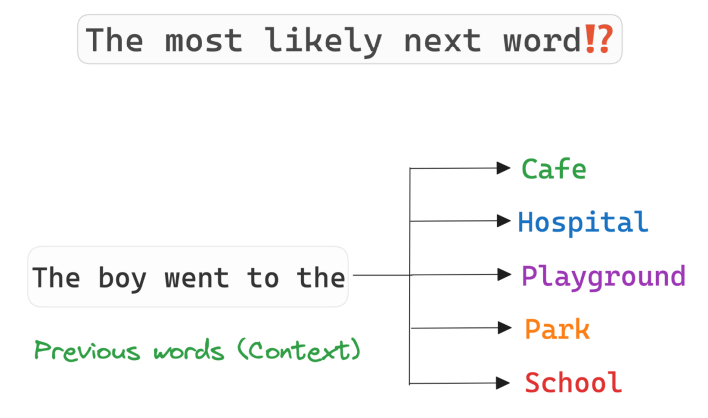 The most likely next word⁉️
Cafe
Hospital
The boy went to the
Playground
Previous words (Context)
Park
School